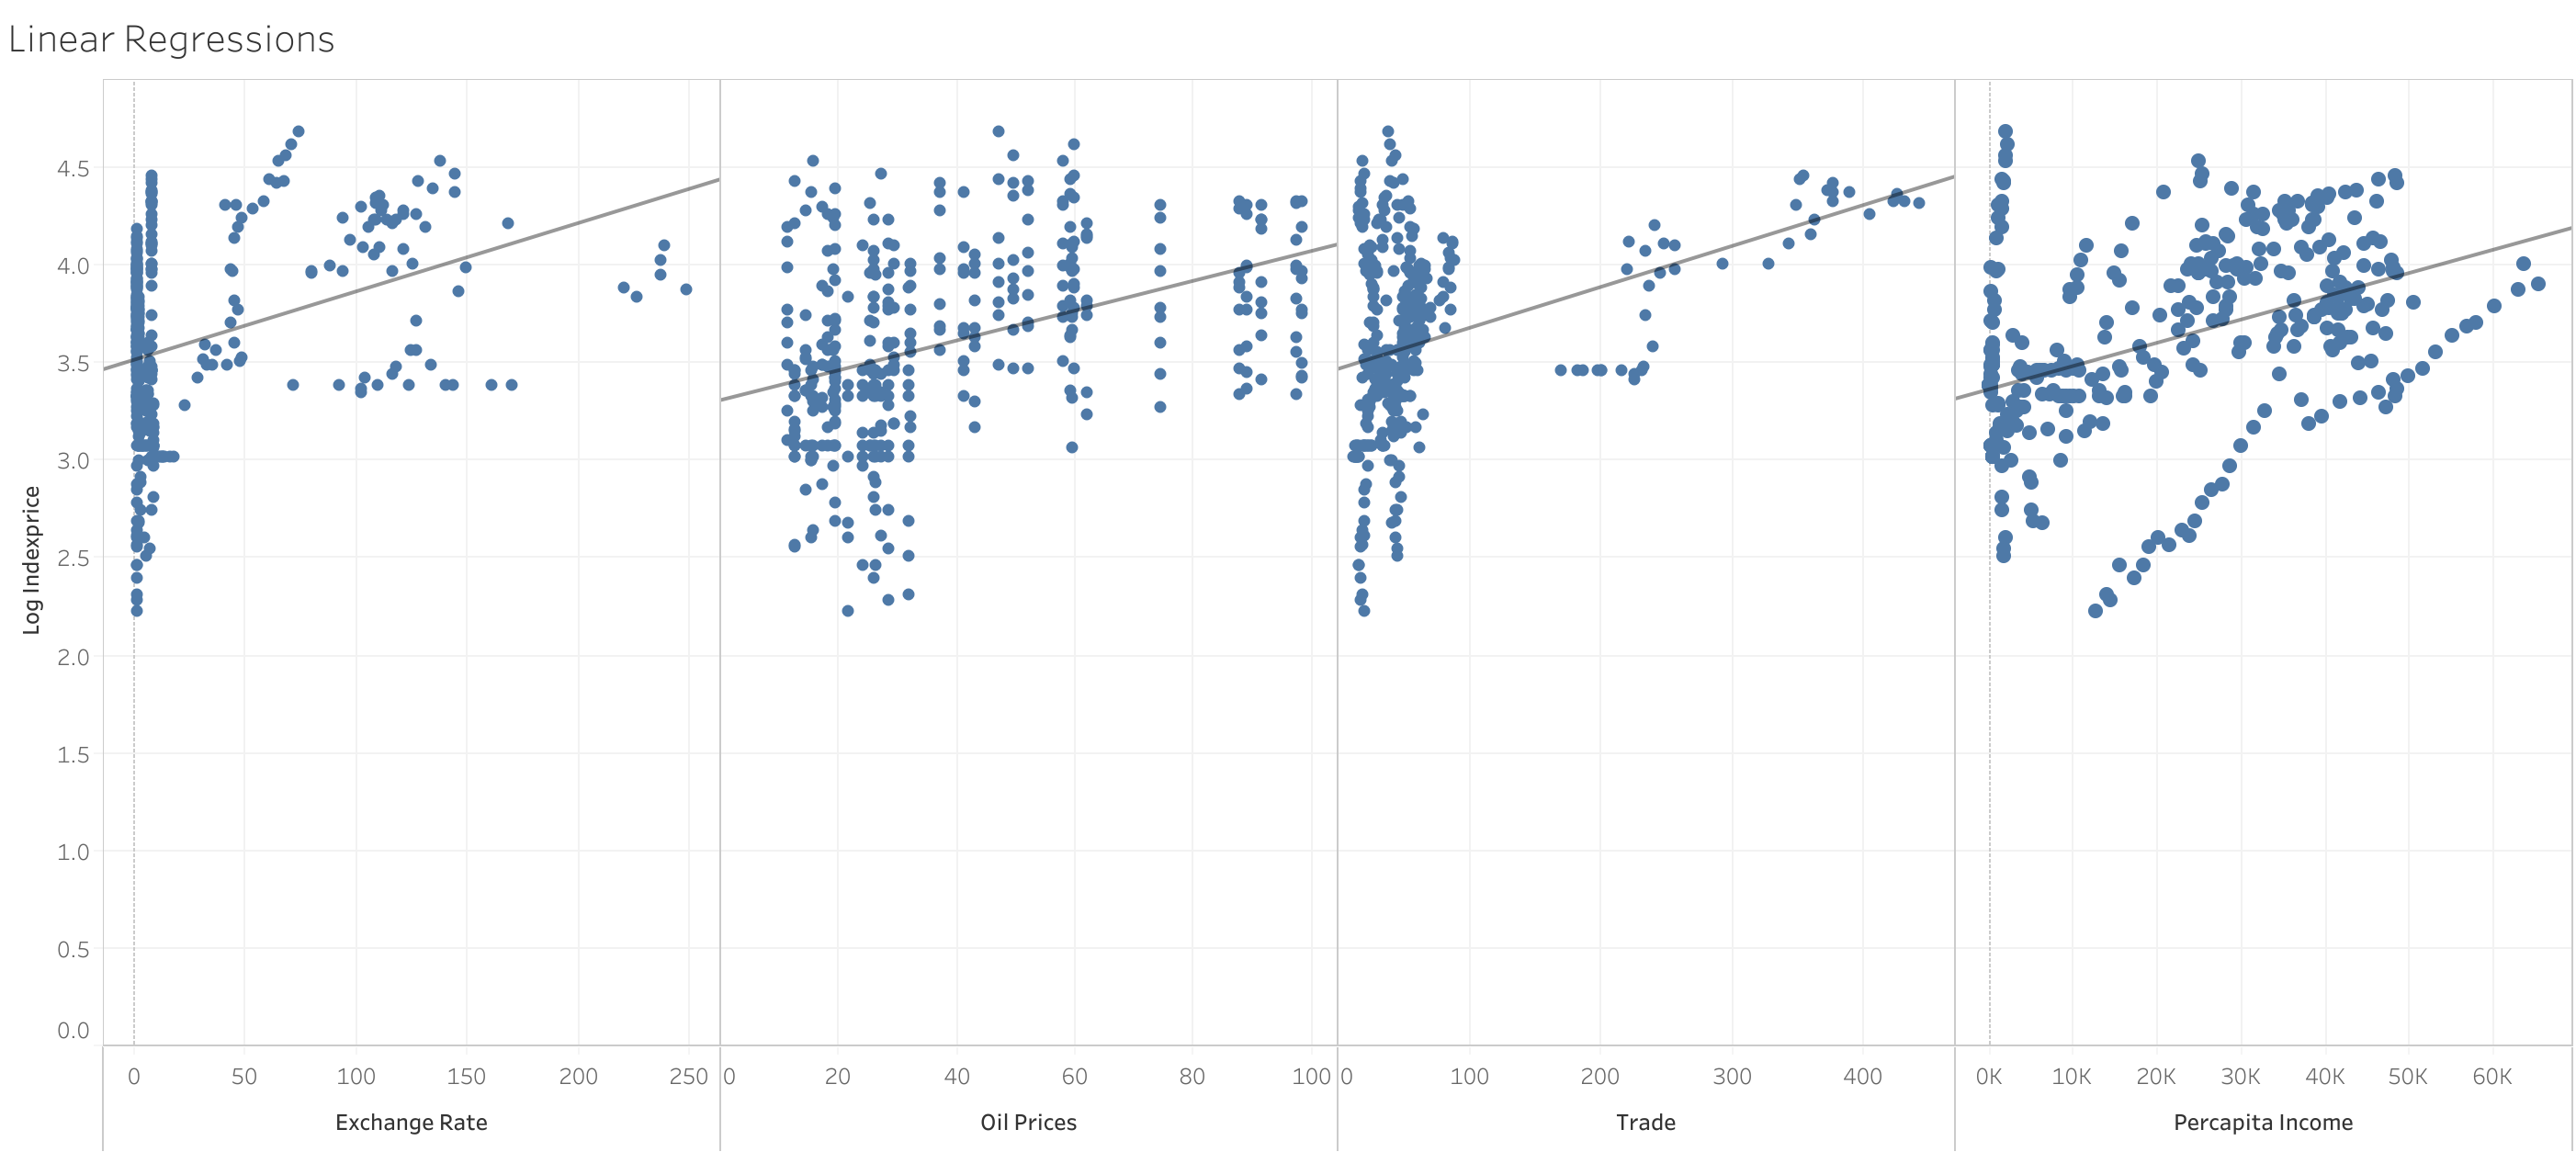 Linear Regressions
Log Indexprice
4.5
4.0
3.5
3.0
2.5
2.0
1.5
1.0
0.5
0.0
0 50 100 150 200 250 0 20 40 60 80 100 0 100 200 300 400 0K 10K 20K 30K 40K 50K 60K
Exchange Rate Oil Prices Trade Percapita Income